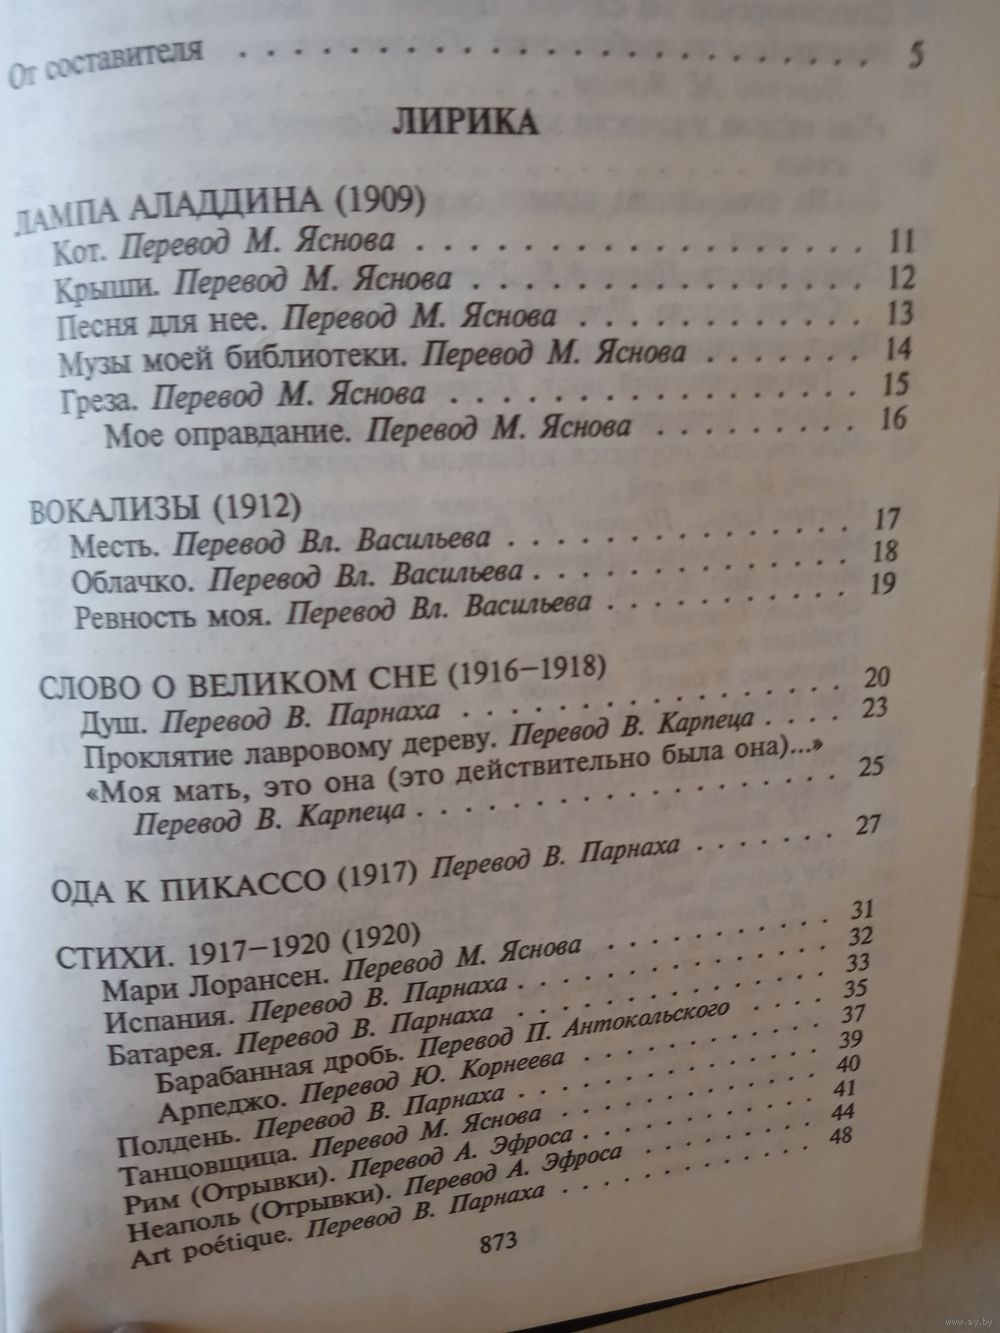 От составителя . . . . . . . . . . . . . . . . . . . . . . . . 5
ЛИРИКА
ЛАМПА АЛАДДИНА (1909)
Кот. Перевод М. Яснова . . . . . . . . . . . . . . . . . 11
Крыши. Перевод М. Яснова . . . . . . . . . . . . . . . 12
Песня для нее. Перевод М. Яснова . . . . . . . . . . . 13
Музы моей библиотеки. Перевод М. Яснова . . . . . . . 14
Греза. Перевод М. Яснова . . . . . . . . . . . . . . . . 15
Мое оправдание. Перевод М. Яснова . . . . . . . . . 16
ВОКАЛИЗЫ (1912)
Месть. Перевод Вл. Васильева . . . . . . . . . . . . . . 17
Облачко. Перевод Вл. Васильева . . . . . . . . . . . . . 18
Ревность моя. Перевод Вл. Васильева . . . . . . . . . . 19
СЛОВО О ВЕЛИКОМ СНЕ (1916–1918)
Душ. Перевод В. Парнаха . . . . . . . . . . . . . . . . 20
Проклятие лавровому дереву. Перевод В. Карпеца . . . . 23
«Моя мать, это она (это действительно была она)...»
Перевод В. Карпеца . . . . . . . . . . . . . . . . . 25
ОДА К ПИКАССО (1917) Перевод В. Парнаха . . . . . . . 27
СТИХИ. 1917–1920 (1920)
Мари Лорансен. Перевод М. Яснова . . . . . . . . . . . 31
Испания. Перевод В. Парнаха . . . . . . . . . . . . . . 32
Батарея. Перевод В. Парнаха . . . . . . . . . . . . . . 33
Барабанная дробь. Перевод П. Антокольского . . . . 35
Арпеджо. Перевод Ю. Корнеева . . . . . . . . . . . . 37
Полдень. Перевод В. Парнаха . . . . . . . . . . . . . . 39
Танцовщица. Перевод М. Яснова . . . . . . . . . . . . 40
Рим (Отрывки). Перевод А. Эфроса . . . . . . . . . . . 41
Неаполь (Отрывки). Перевод А. Эфроса . . . . . . . . . 44
Art poétique. Перевод В. Парнаха . . . . . . . . . . . . 48
873
www.ay.by